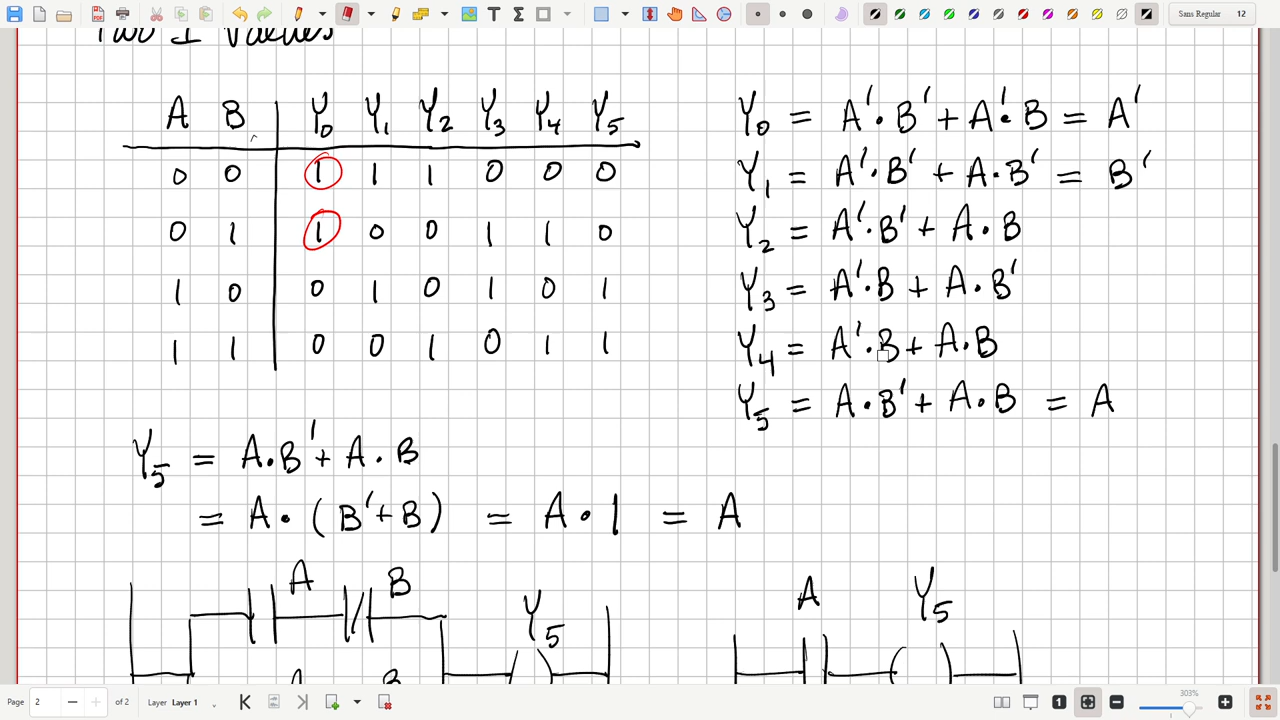 Two 1 Values
A B Y0 Y1 Y2 Y3 Y4 Y5
0 0 1 1 1 0 0 0
0 1 1 0 0 1 1 0
1 0 0 1 0 1 0 1
1 1 0 0 1 0 1 1
Y0 = A'·B' + A'·B = A'
Y1 = A'·B' + A·B' = B'
Y2 = A'·B' + A·B
Y3 = A'·B + A·B'
Y4 = A'·B + A·B
Y5 = A·B' + A·B = A
Y5 = A·B' + A·B
= A·(B'+B) = A·1 = A
A B Y5
A B
A Y5
Sans Regular 12
Page 2 of 2 Layer Layer 1
303%